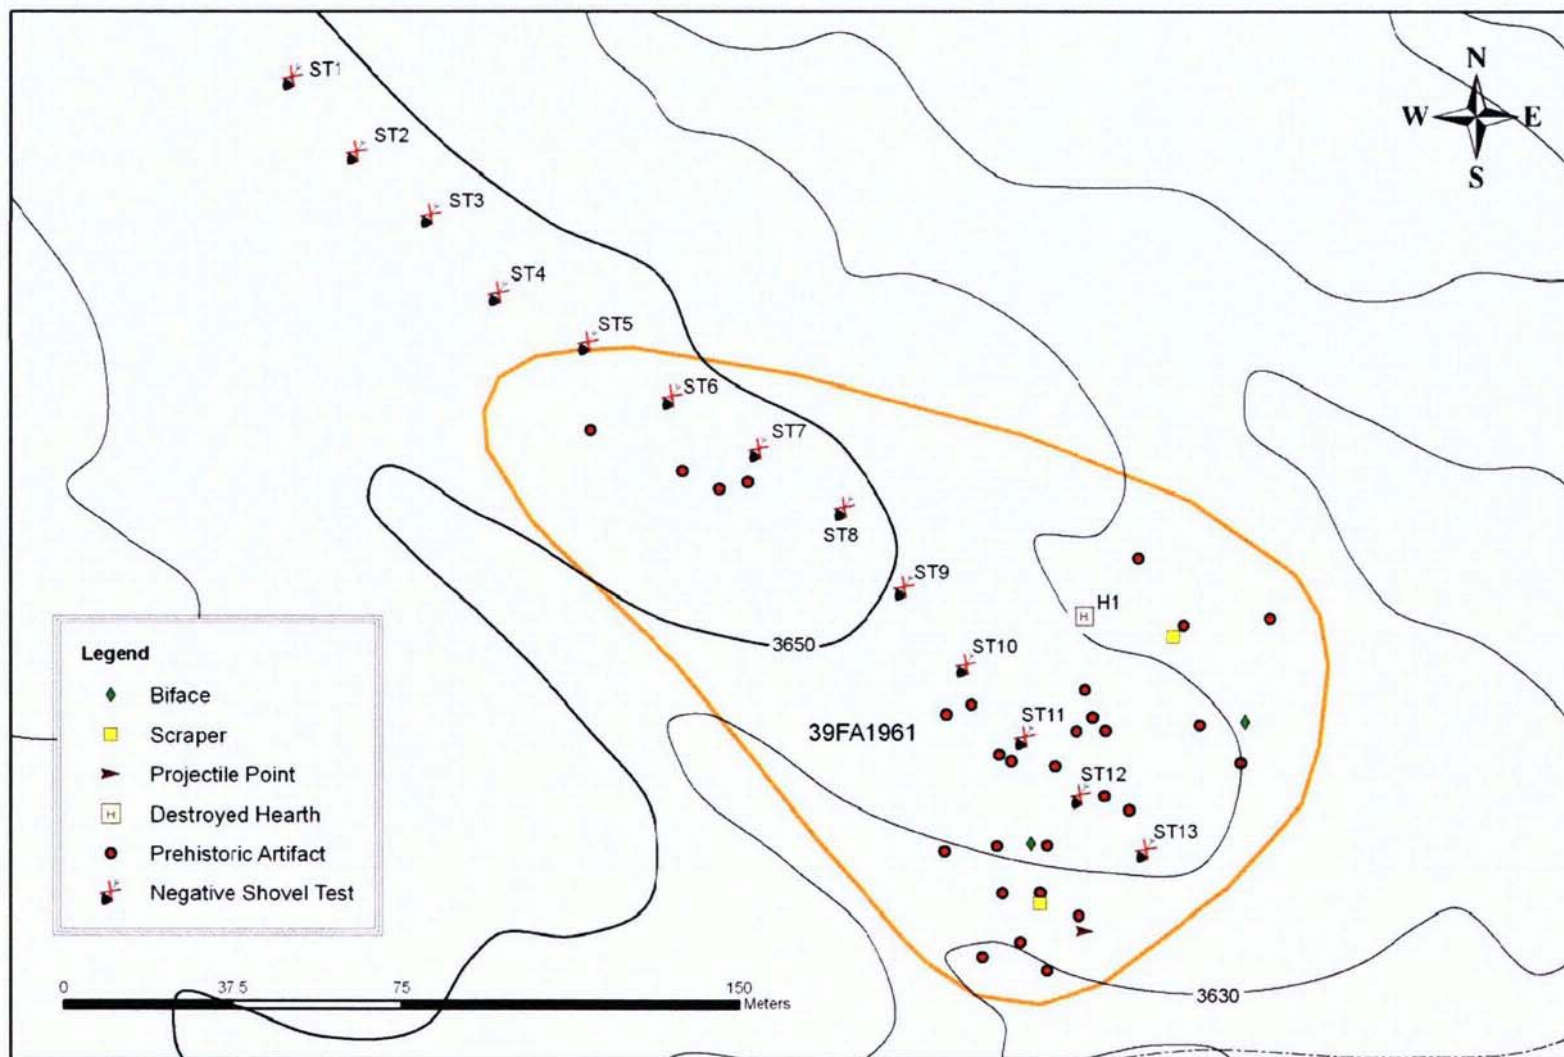 N
W E
S
ST1
ST2
ST3
ST4
ST5
ST6
ST7
ST8
ST9
H H1
ST10
3650
39FA1961
ST11
ST12
ST13
3630
Legend
Biface
Scraper
Projectile Point
H Destroyed Hearth
Prehistoric Artifact
Negative Shovel Test
0 37.5 75 150
Meters